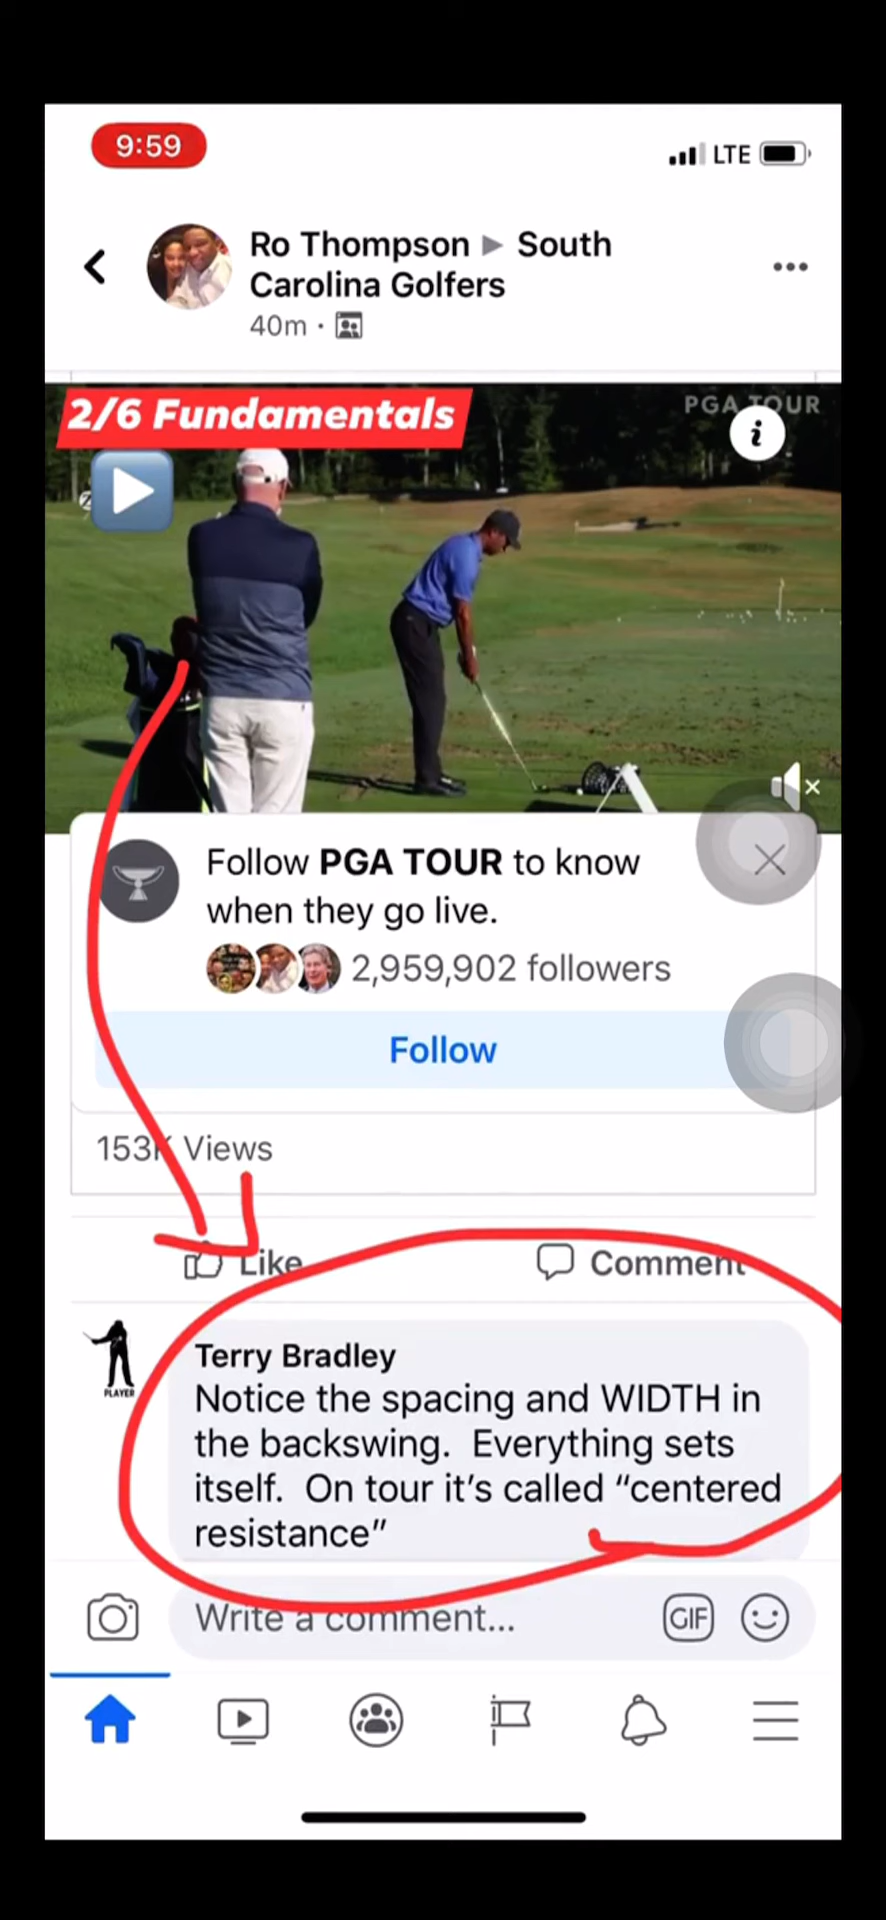 9:59
LTE
Ro Thompson ▶ South
Carolina Golfers
40m ·
2/6 Fundamentals
PGA TOUR
i
Follow PGA TOUR to know
when they go live.
2,959,902 followers
Follow
153K Views
Like
Comment
PLAYER
Terry Bradley
Notice the spacing and WIDTH in
the backswing.  Everything sets
itself.  On tour it’s called “centered
resistance”
Write a comment...
GIF